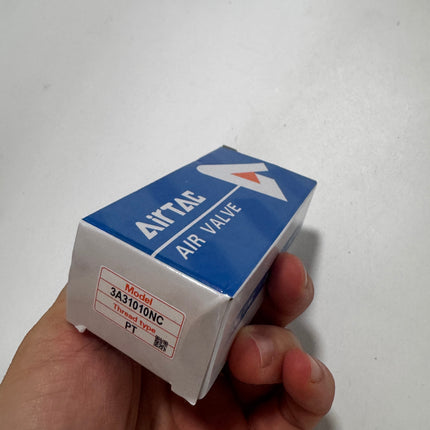 AirTAC
AIR VALVE
Model
3A31010NC
Thread type
PT